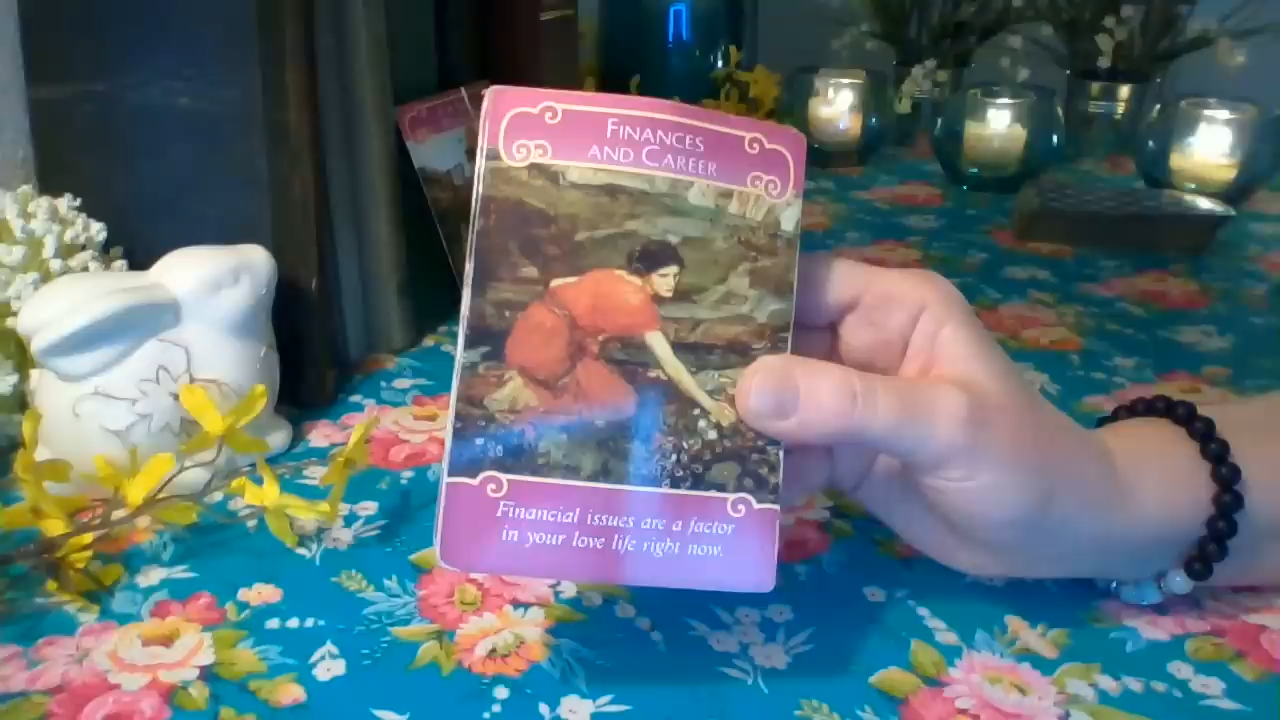 FINANCES
AND CAREER
Financial issues are a factor
in your love life right now.